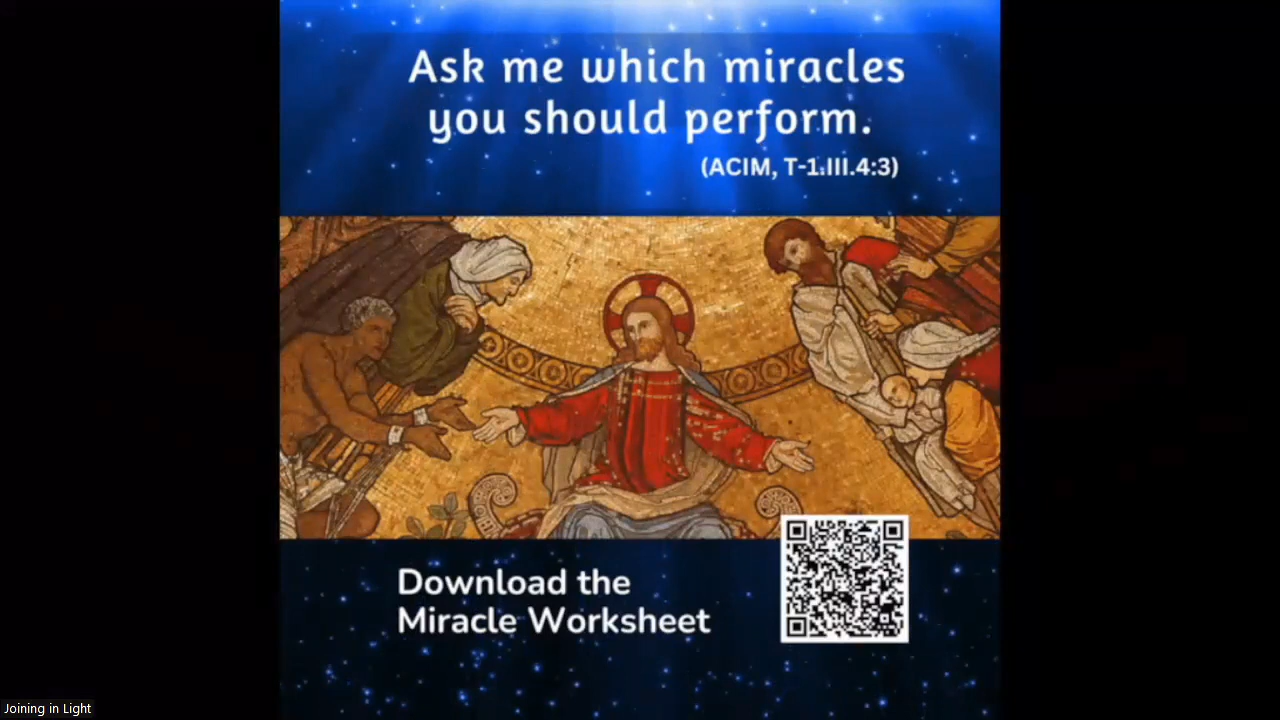 Ask me which miracles
you should perform.
(ACIM, T-1.III.4:3)
Download the
Miracle Worksheet
Joining in Light